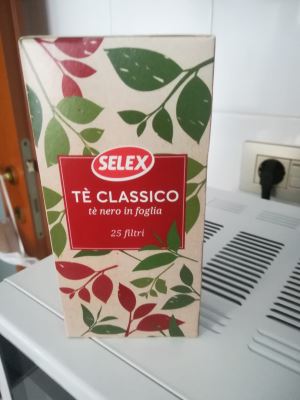 SELEX
TÈ CLASSICO
tè nero in foglia
25 filtri